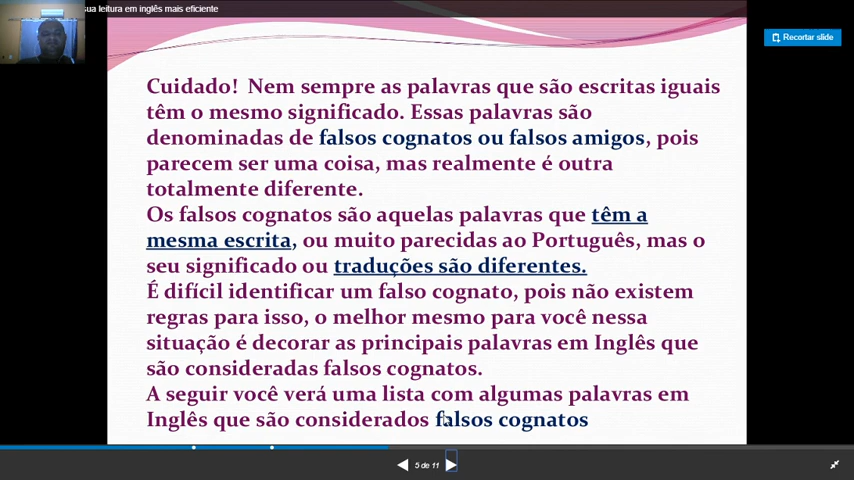 sua leitura em inglês mais eficiente
Recortar slide
Cuidado! Nem sempre as palavras que são escritas iguais
têm o mesmo significado. Essas palavras são
denominadas de falsos cognatos ou falsos amigos, pois
parecem ser uma coisa, mas realmente é outra
totalmente diferente.
Os falsos cognatos são aquelas palavras que têm a
mesma escrita, ou muito parecidas ao Português, mas o
seu significado ou traduções são diferentes.
É difícil identificar um falso cognato, pois não existem
regras para isso, o melhor mesmo para você nessa
situação é decorar as principais palavras em Inglês que
são consideradas falsos cognatos.
A seguir você verá uma lista com algumas palavras em
Inglês que são considerados falsos cognatos
5 de 11